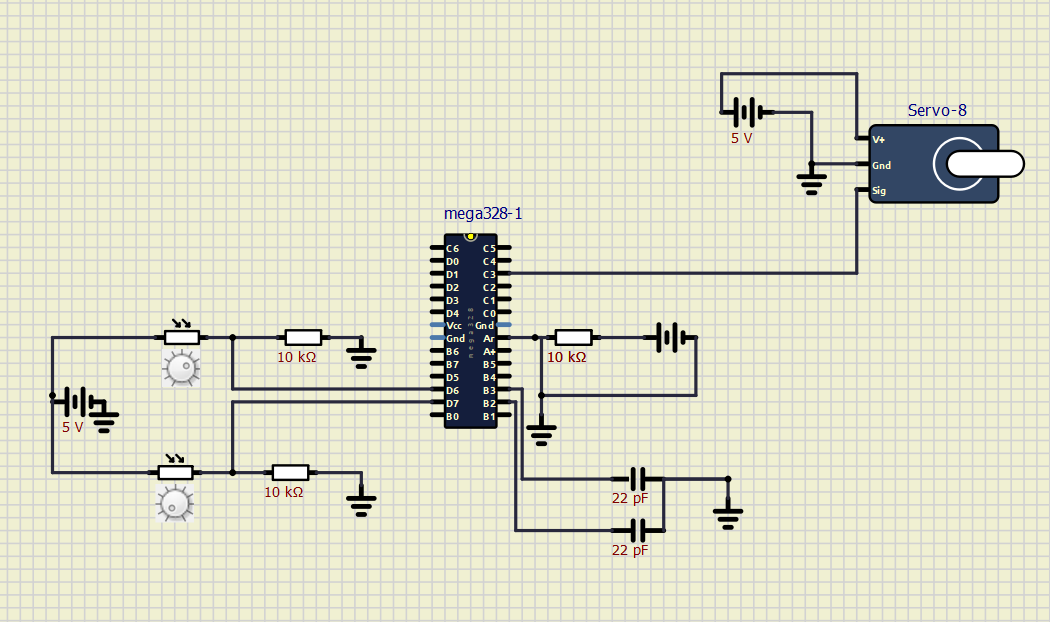 Servo-8
5 V
V+
Gnd
Sig
mega328-1
C6 C5
D0 C4
D1 C3
D2 C2
D3 C1
D4 C0
Vcc Gnd
Gnd Ar
B6 A+
B7 B5
D5 B4
D6 B3
D7 B2
B0 B1
mega328
10 kΩ
10 kΩ
5 V
10 kΩ
22 pF
22 pF